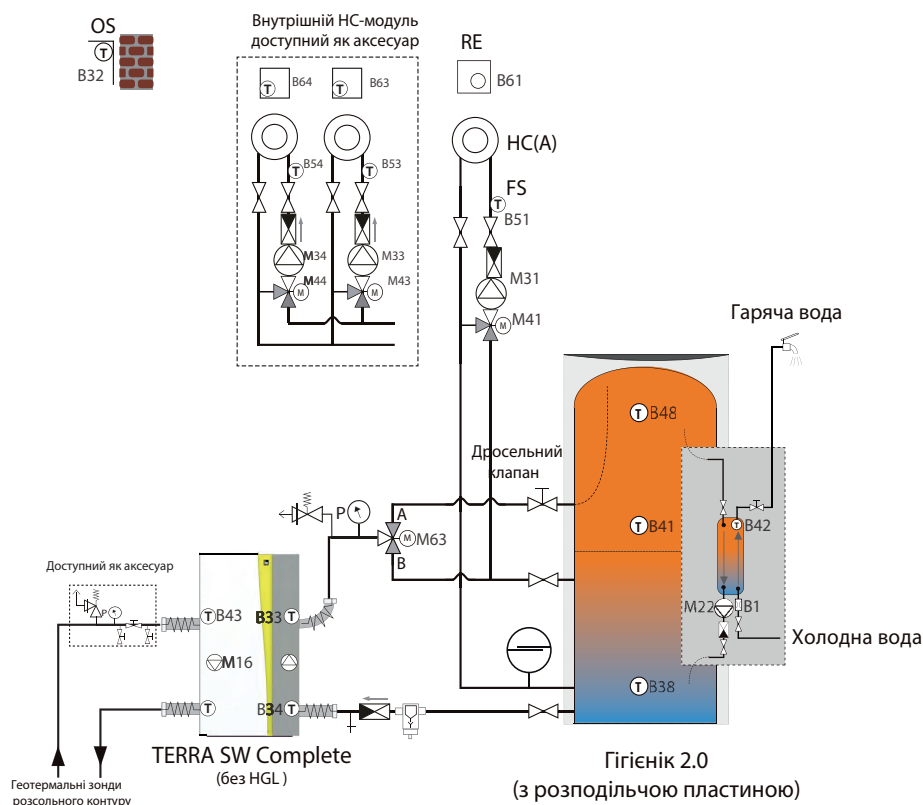 OS
T
B32
Внутрішній НС-модуль
доступний як аксесуар
T
B64
T
B63
RE
B61
HC(A)
T
B54
T
B53
FS
T
B51
M34
M33
M31
M44
M
M43
M
M41
M
Гаряча вода
T
B48
Дросельний
клапан
P
A
M
M63
B
T
B41
T
B42
Доступний як аксесуар
P
T
B43
B33
T
M16
M22
B1
Холодна вода
T
B38
T
B34
T
TERRA SW Complete
(без HGL )
Геотермальні зонди
розсольного контуру
Гігієнік 2.0
(з розподільчою пластиною)